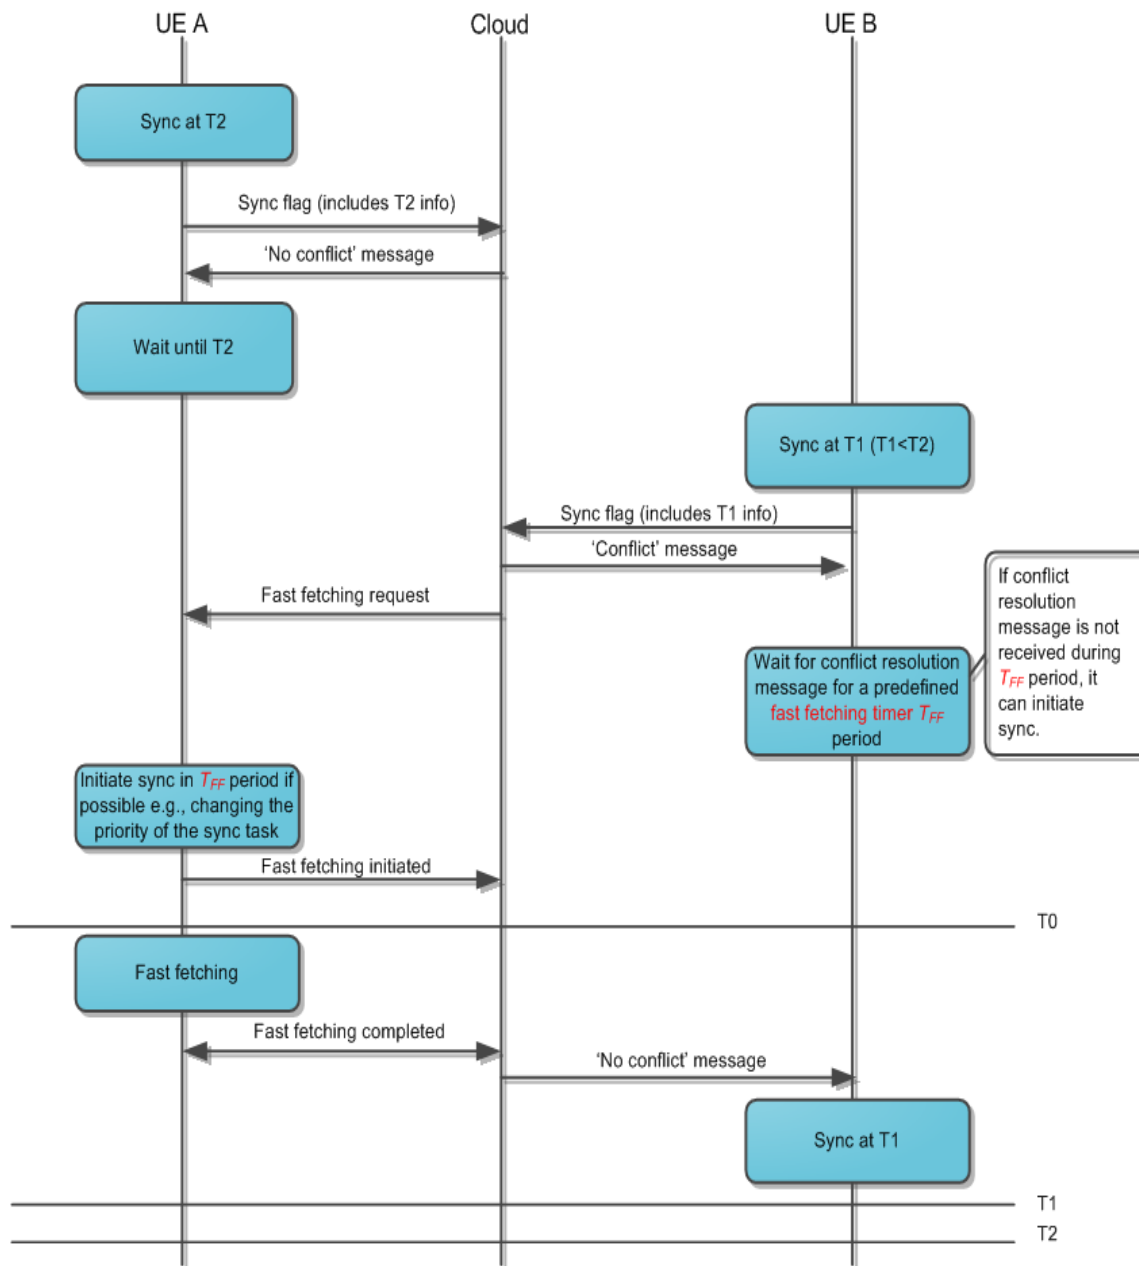 UE A
Cloud
UE B
Sync at T2
Sync flag (includes T2 info)
‘No conflict’ message
Wait until T2
Sync at T1 (T1<T2)
Sync flag (includes T1 info)
‘Conflict’ message
Fast fetching request
If conflict
resolution
message is not
received during
TFF period, it
can initiate
sync.
Wait for conflict resolution
message for a predefined
fast fetching timer TFF
period
Initiate sync in TFF period if
possible e.g., changing the
priority of the sync task
Fast fetching initiated
T0
Fast fetching
Fast fetching completed
‘No conflict’ message
Sync at T1
T1
T2